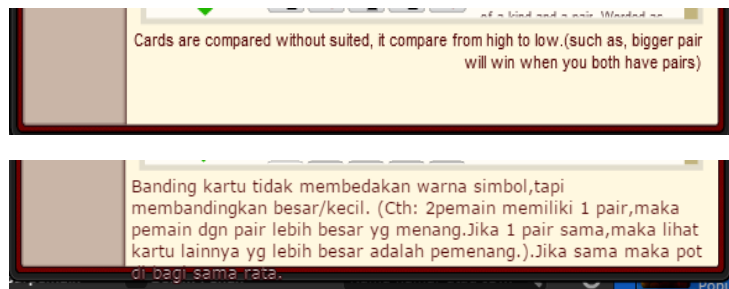 of a kind and a pair. Worded as
Cards are compared without suited, it compare from high to low.(such as, bigger pair
will win when you both have pairs)
Banding kartu tidak membedakan warna simbol,tapi
membandingkan besar/kecil. (Cth: 2pemain memiliki 1 pair,maka
pemain dgn pair lebih besar yg menang.Jika 1 pair sama,maka lihat
kartu lainnya yg lebih besar adalah pemenang.).Jika sama maka pot
di bagi sama rata.